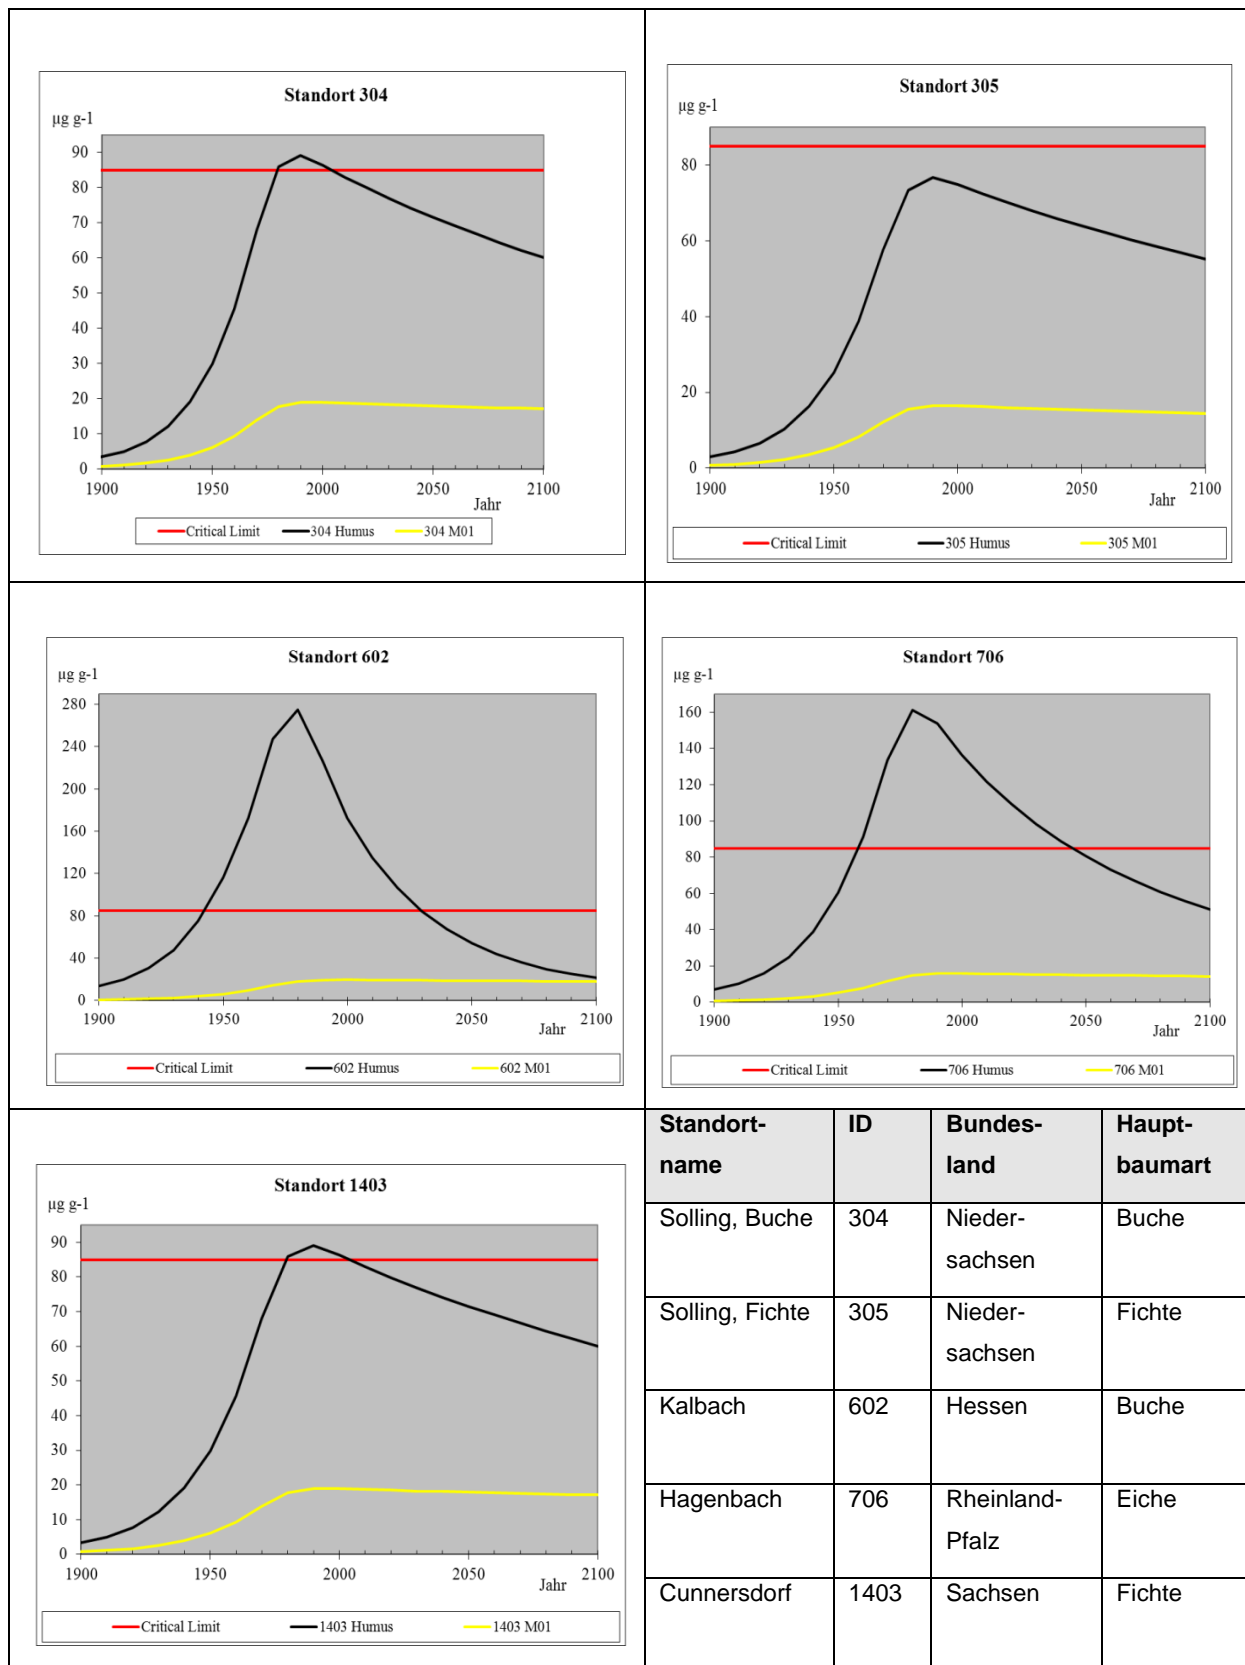 Standort 304
µg g-1
90
80
70
60
50
40
30
20
10
0
1900 1950 2000 2050 2100
Jahr
Critical Limit 304 Humus 304 M01
Standort 305
µg g-1
80
60
40
20
0
1900 1950 2000 2050 2100
Jahr
Critical Limit 305 Humus 305 M01
Standort 602
µg g-1
280
240
200
160
120
80
40
0
1900 1950 2000 2050 2100
Jahr
Critical Limit 602 Humus 602 M01
Standort 706
µg g-1
160
140
120
100
80
60
40
20
0
1900 1950 2000 2050 2100
Jahr
Critical Limit 706 Humus 706 M01
Standort 1403
µg g-1
90
80
70
60
50
40
30
20
10
0
1900 1950 2000 2050 2100
Jahr
Critical Limit 1403 Humus 1403 M01
Standort- ID Bundes- Haupt-
name land baumart
Solling, Buche 304 Nieder- Buche
sachsen
Solling, Fichte 305 Nieder- Fichte
sachsen
Kalbach 602 Hessen Buche
Hagenbach 706 Rheinland- Eiche
Pfalz
Cunnersdorf 1403 Sachsen Fichte